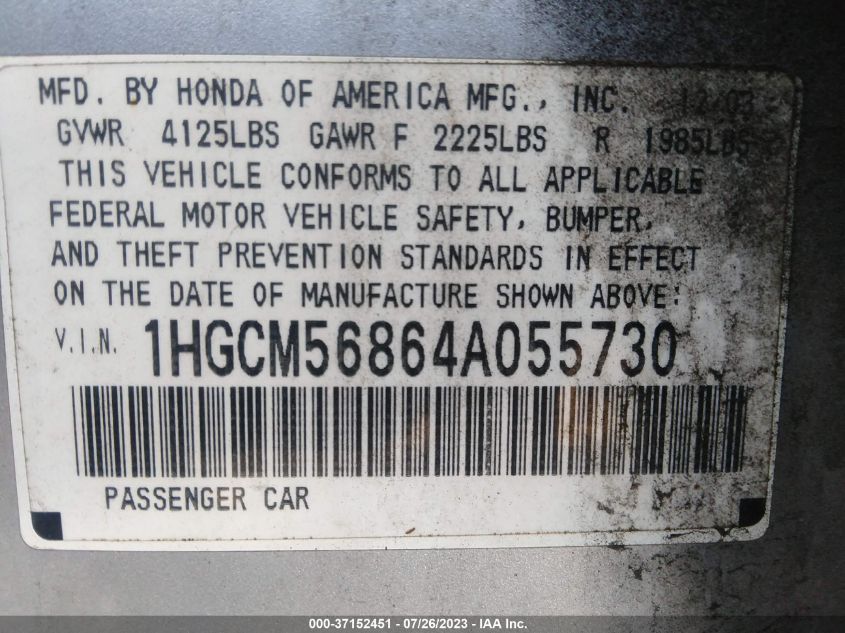 MFD. BY HONDA OF AMERICA MFG., INC. 12/03
GVWR 4125LBS GAWR F 2225LBS R 1985LBS
THIS VEHICLE CONFORMS TO ALL APPLICABLE
FEDERAL MOTOR VEHICLE SAFETY, BUMPER,
AND THEFT PREVENTION STANDARDS IN EFFECT
ON THE DATE OF MANUFACTURE SHOWN ABOVE:
V.I.N. 1HGCM56864A055730
PASSENGER CAR
000-37152451 - 07/26/2023 - IAA Inc.